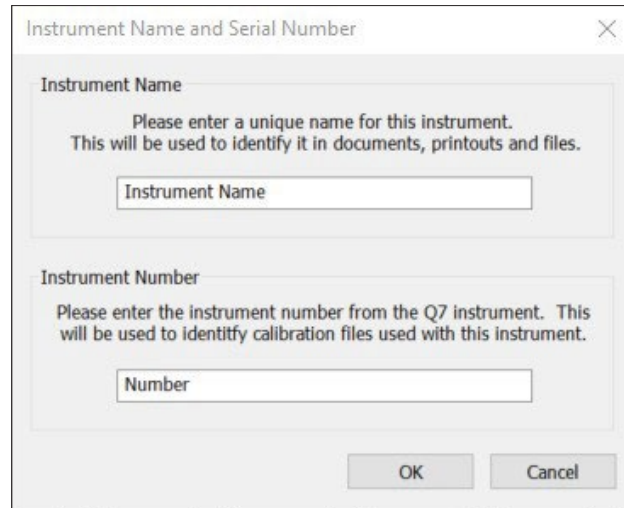 Instrument Name and Serial Number
Instrument Name
Please enter a unique name for this instrument.
This will be used to identify it in documents, printouts and files.
Instrument Name
Instrument Number
Please enter the instrument number from the Q7 instrument. This
will be used to identitfy calibration files used with this instrument.
Number
OK Cancel